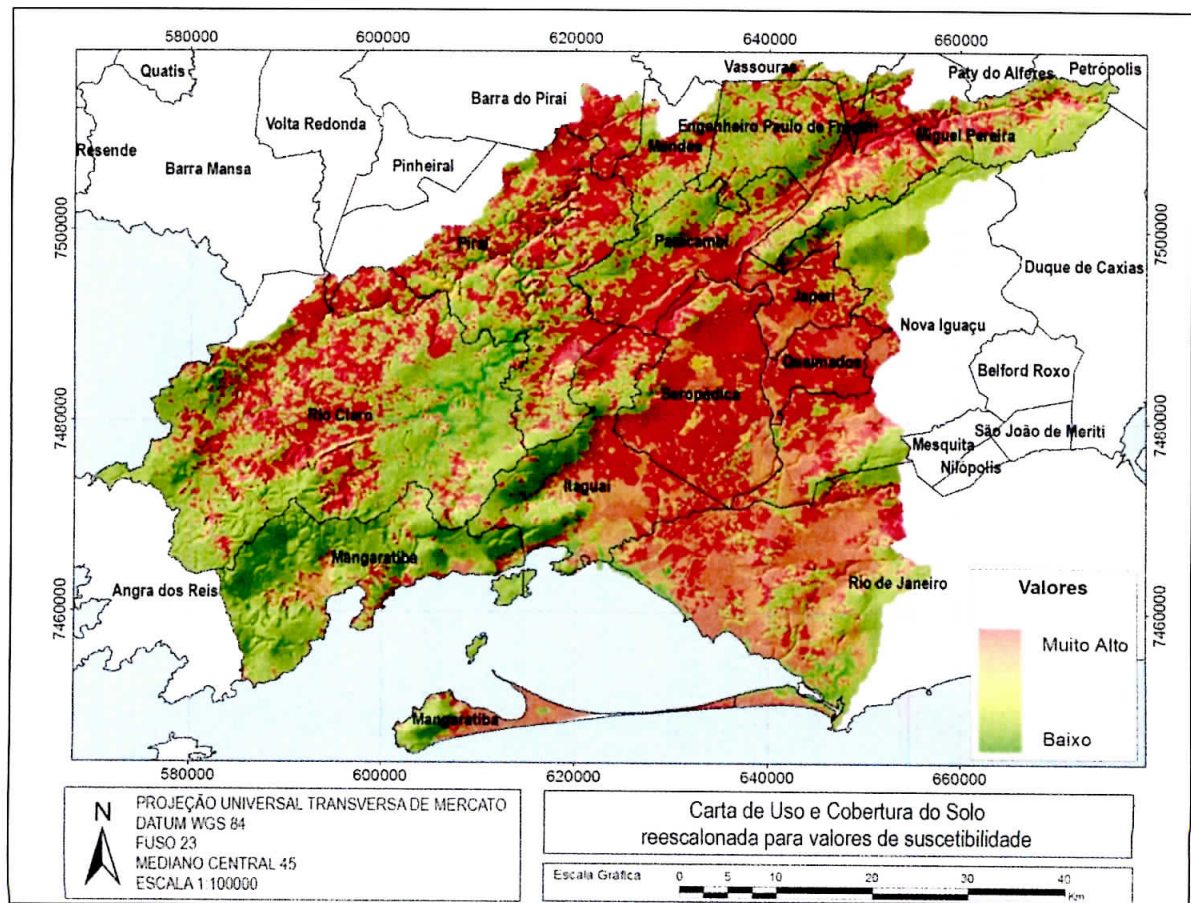 580000 600000 620000 640000 660000
Quatis
Vassouras
Paty do Alferes
Petrópolis
Barra do Piraí
Volta Redonda
Engenheiro Paulo de Frontin
Miguel Pereira
Mendes
Resende
Barra Mansa
Pinheiral
7500000
7500000
Piraí
Paracambi
Duque de Caxias
Japeri
Nova Iguaçu
Queimados
Belford Roxo
Seropédica
Rio Claro
7480000
7480000
São João de Meriti
Mesquita
Nilópolis
Itaguaí
Mangaratiba
Angra dos Reis
Rio de Janeiro
7460000
7460000
Valores
Muito Alto
Baixo
Mangaratiba
580000 600000 620000 640000 660000
N
PROJEÇÃO UNIVERSAL TRANSVERSA DE MERCATO
DATUM WGS 84
FUSO 23
MEDIANO CENTRAL 45
ESCALA 1:100000
Carta de Uso e Cobertura do Solo
reescalonada para valores de suscetibilidade
Escala Gráfica
0 5 10 20 30 40
Km